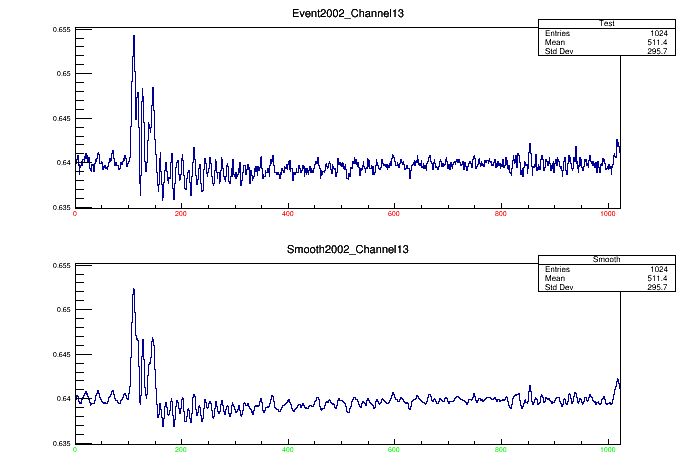 Event2002_Channel13
Test
Entries 1024
Mean 511.4
Std Dev 295.7
0.655
0.65
0.645
0.64
0.635
0 200 400 600 800 1000
Smooth2002_Channel13
Smooth
Entries 1024
Mean 511.4
Std Dev 295.7
0.655
0.65
0.645
0.64
0.635
0 200 400 600 800 1000